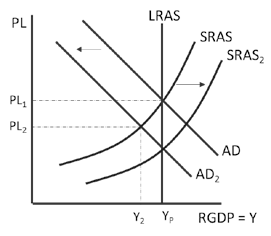 PL
LRAS
SRAS
SRAS2
PL1
PL2
AD
AD2
Y2
YP
RGDP = Y